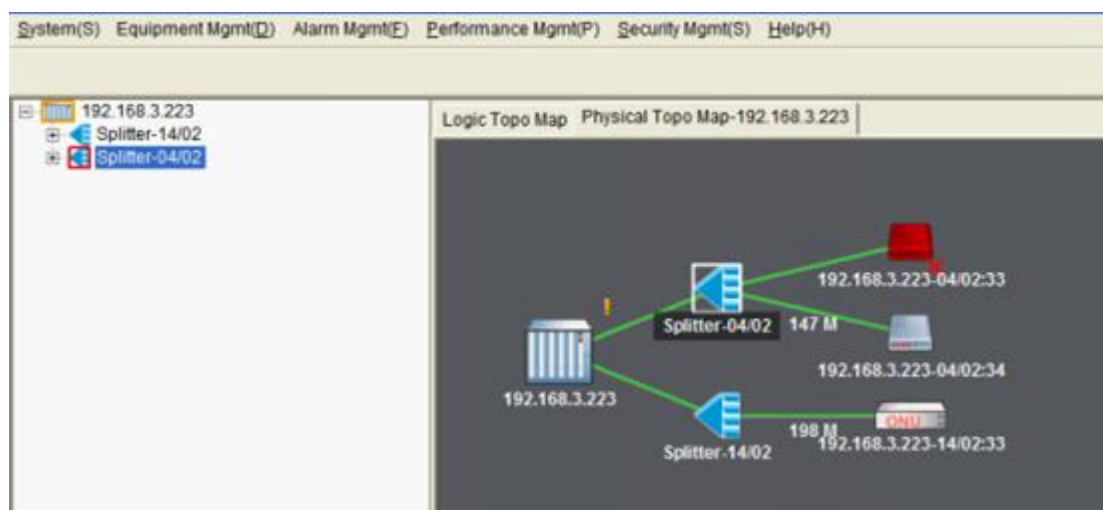 System(S) Equipment Mgmt(D) Alarm Mgmt(F) Performance Mgmt(P) Security Mgmt(S) Help(H)
192.168.3.223
Splitter-14/02
Splitter-04/02
Logic Topo Map Physical Topo Map-192.168.3.223
192.168.3.223-04/02:33
!
Splitter-04/02 147 M
192.168.3.223-04/02:34
192.168.3.223
ONU
198 M
192.168.3.223-14/02:33
Splitter-14/02